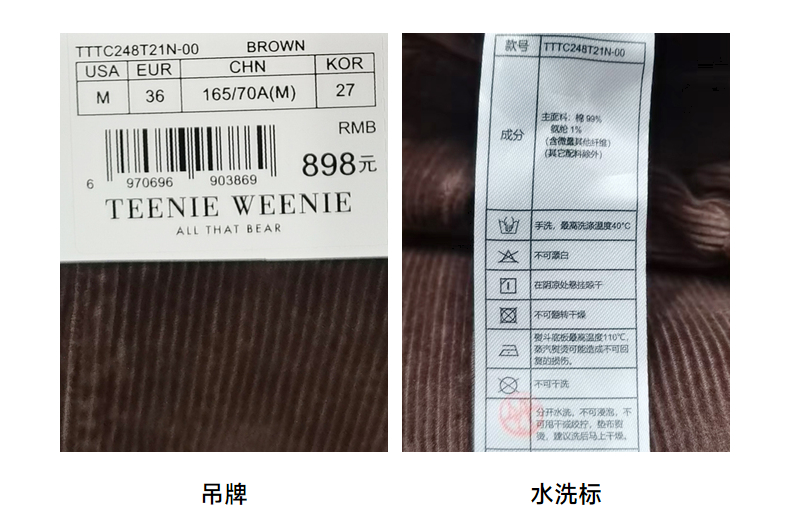 TTTC248T21N-00 BROWN
USA EUR CHN KOR
M 36 165/70A(M) 27
RMB
898元
6 970696 903869
TEENIE WEENIE
ALL THAT BEAR
款号 TTTC248T21N-00
成分
主面料：棉 99%
氨纶 1%
（含微量其他纤维）
（其它配料除外）
手洗，最高洗涤温度40°C
不可漂白
在阴凉处悬挂晾干
不可翻转干燥
熨斗底板最高温度110℃，
蒸汽熨烫可能造成不可回
复的损伤。
不可干洗
分开水洗，不可浸泡，不
可甩干或绞拧，垫布熨
烫，建议洗后马上干燥。
吊牌
水洗标